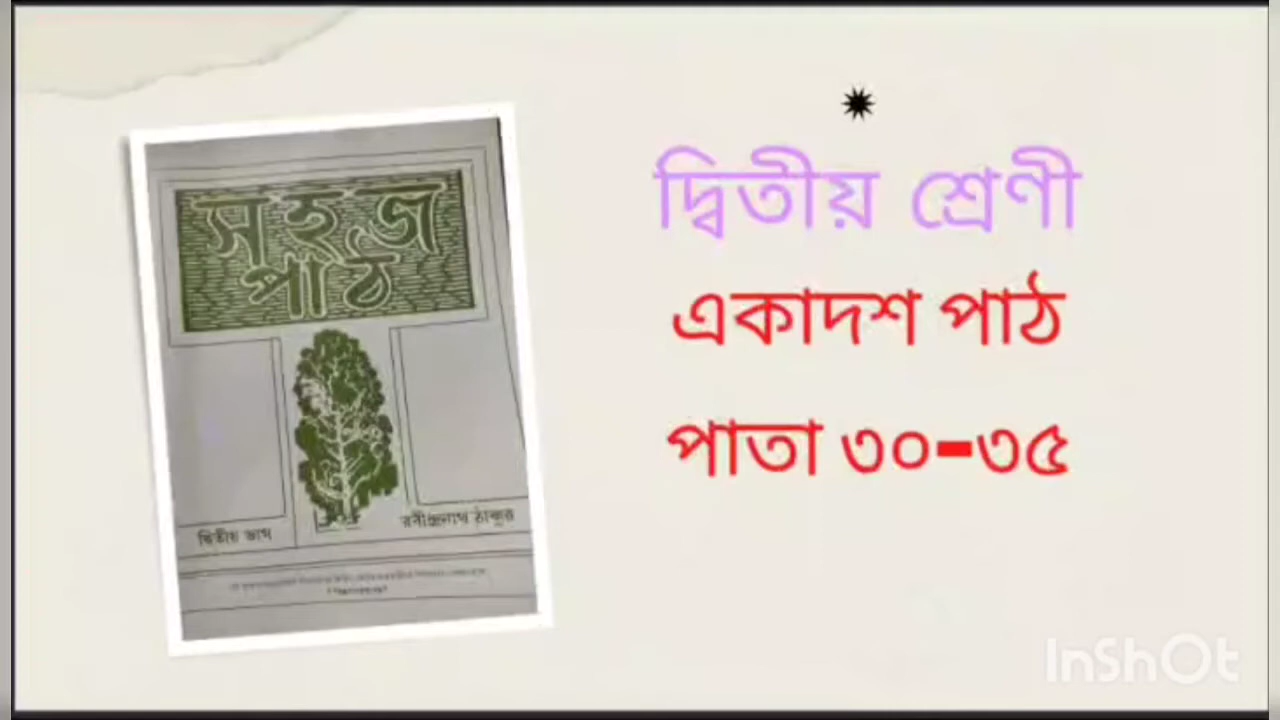 সহজ
পাঠ
দ্বিতীয় ভাগ
রবীন্দ্রনাথ ঠাকুর
দ্বিতীয় শ্রেণী
একাদশ পাঠ
পাতা ৩০-৩৫
InShOt